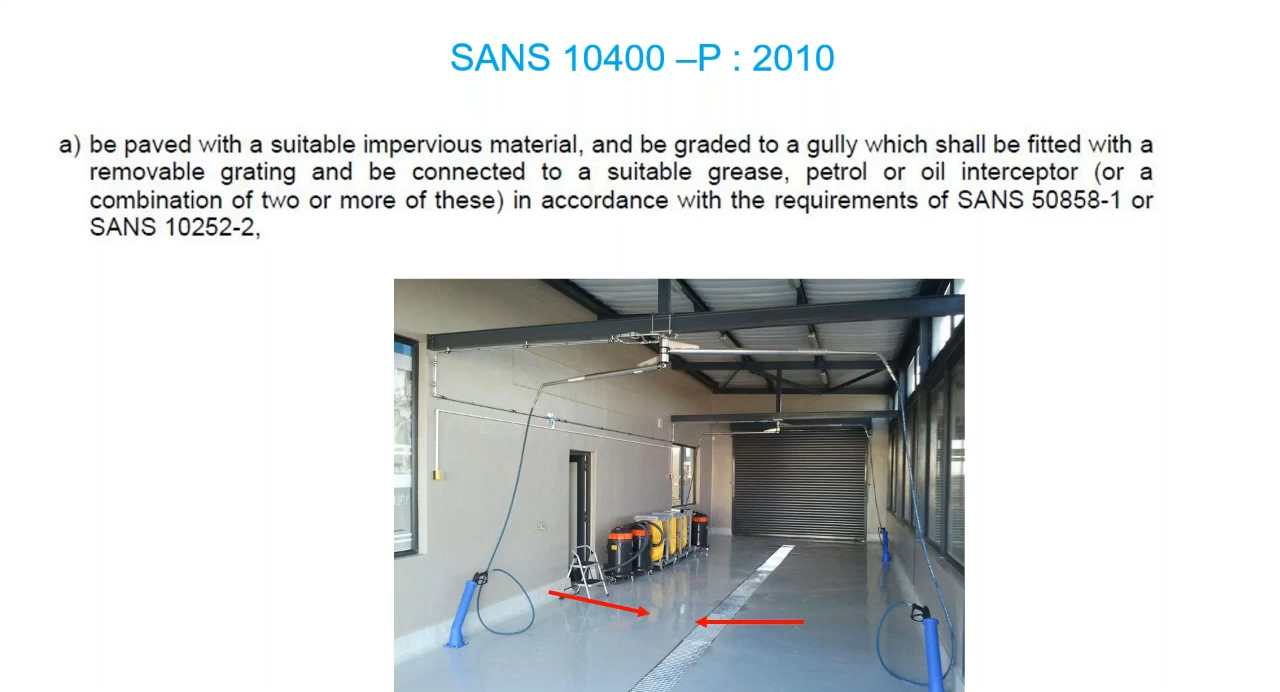 SANS 10400 –P : 2010
a) be paved with a suitable impervious material, and be graded to a gully which shall be fitted with a
removable grating and be connected to a suitable grease, petrol or oil interceptor (or a
combination of two or more of these) in accordance with the requirements of SANS 50858-1 or
SANS 10252-2,